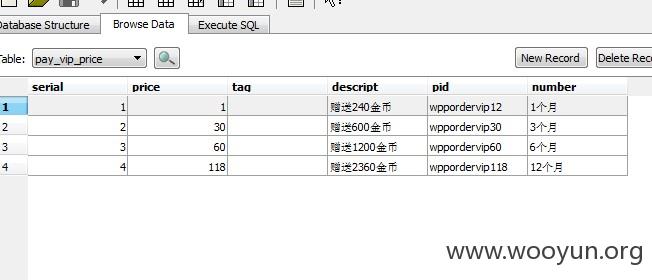 Database Structure Browse Data Execute SQL
Table: pay_vip_price New Record Delete Reco
serial price tag descript pid number
1 1 1 赠送240金币 wppordervip12 1个月
2 2 30 赠送600金币 wppordervip30 3个月
3 3 60 赠送1200金币 wppordervip60 6个月
4 4 118 赠送2360金币 wppordervip118 12个月
www.wooyun.org